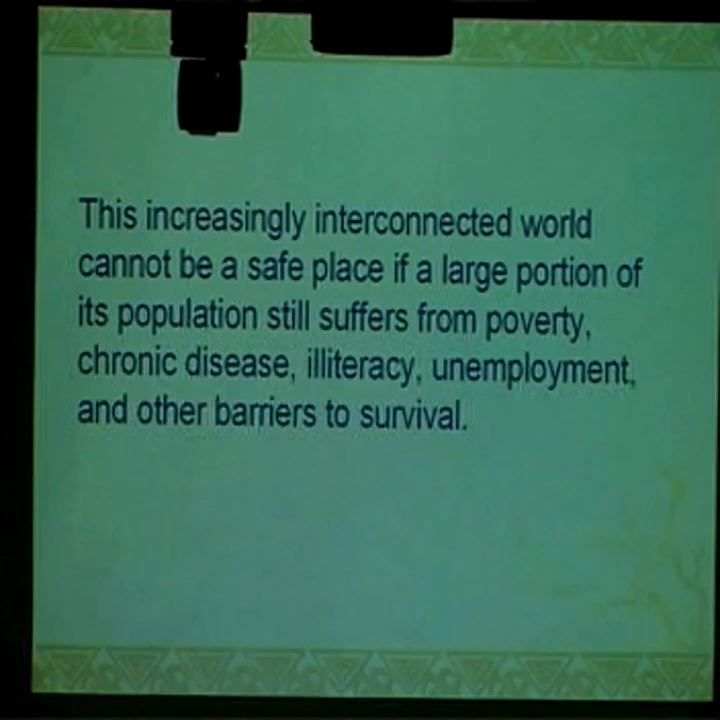 This increasingly interconnected world
cannot be a safe place if a large portion of
its population still suffers from poverty,
chronic disease, illiteracy, unemployment,
and other barriers to survival.